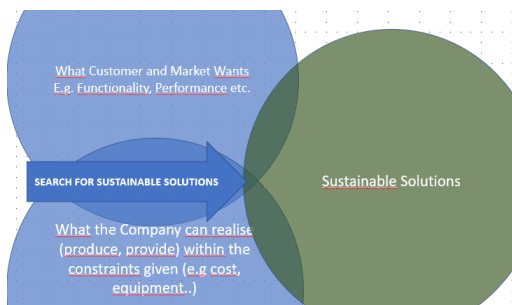 What Customer and Market Wants
E.g. Functionality, Performance etc.
SEARCH FOR SUSTAINABLE SOLUTIONS
Sustainable Solutions
What the Company can realise
(produce, provide) within the
constraints given (e.g cost,
equipment..)